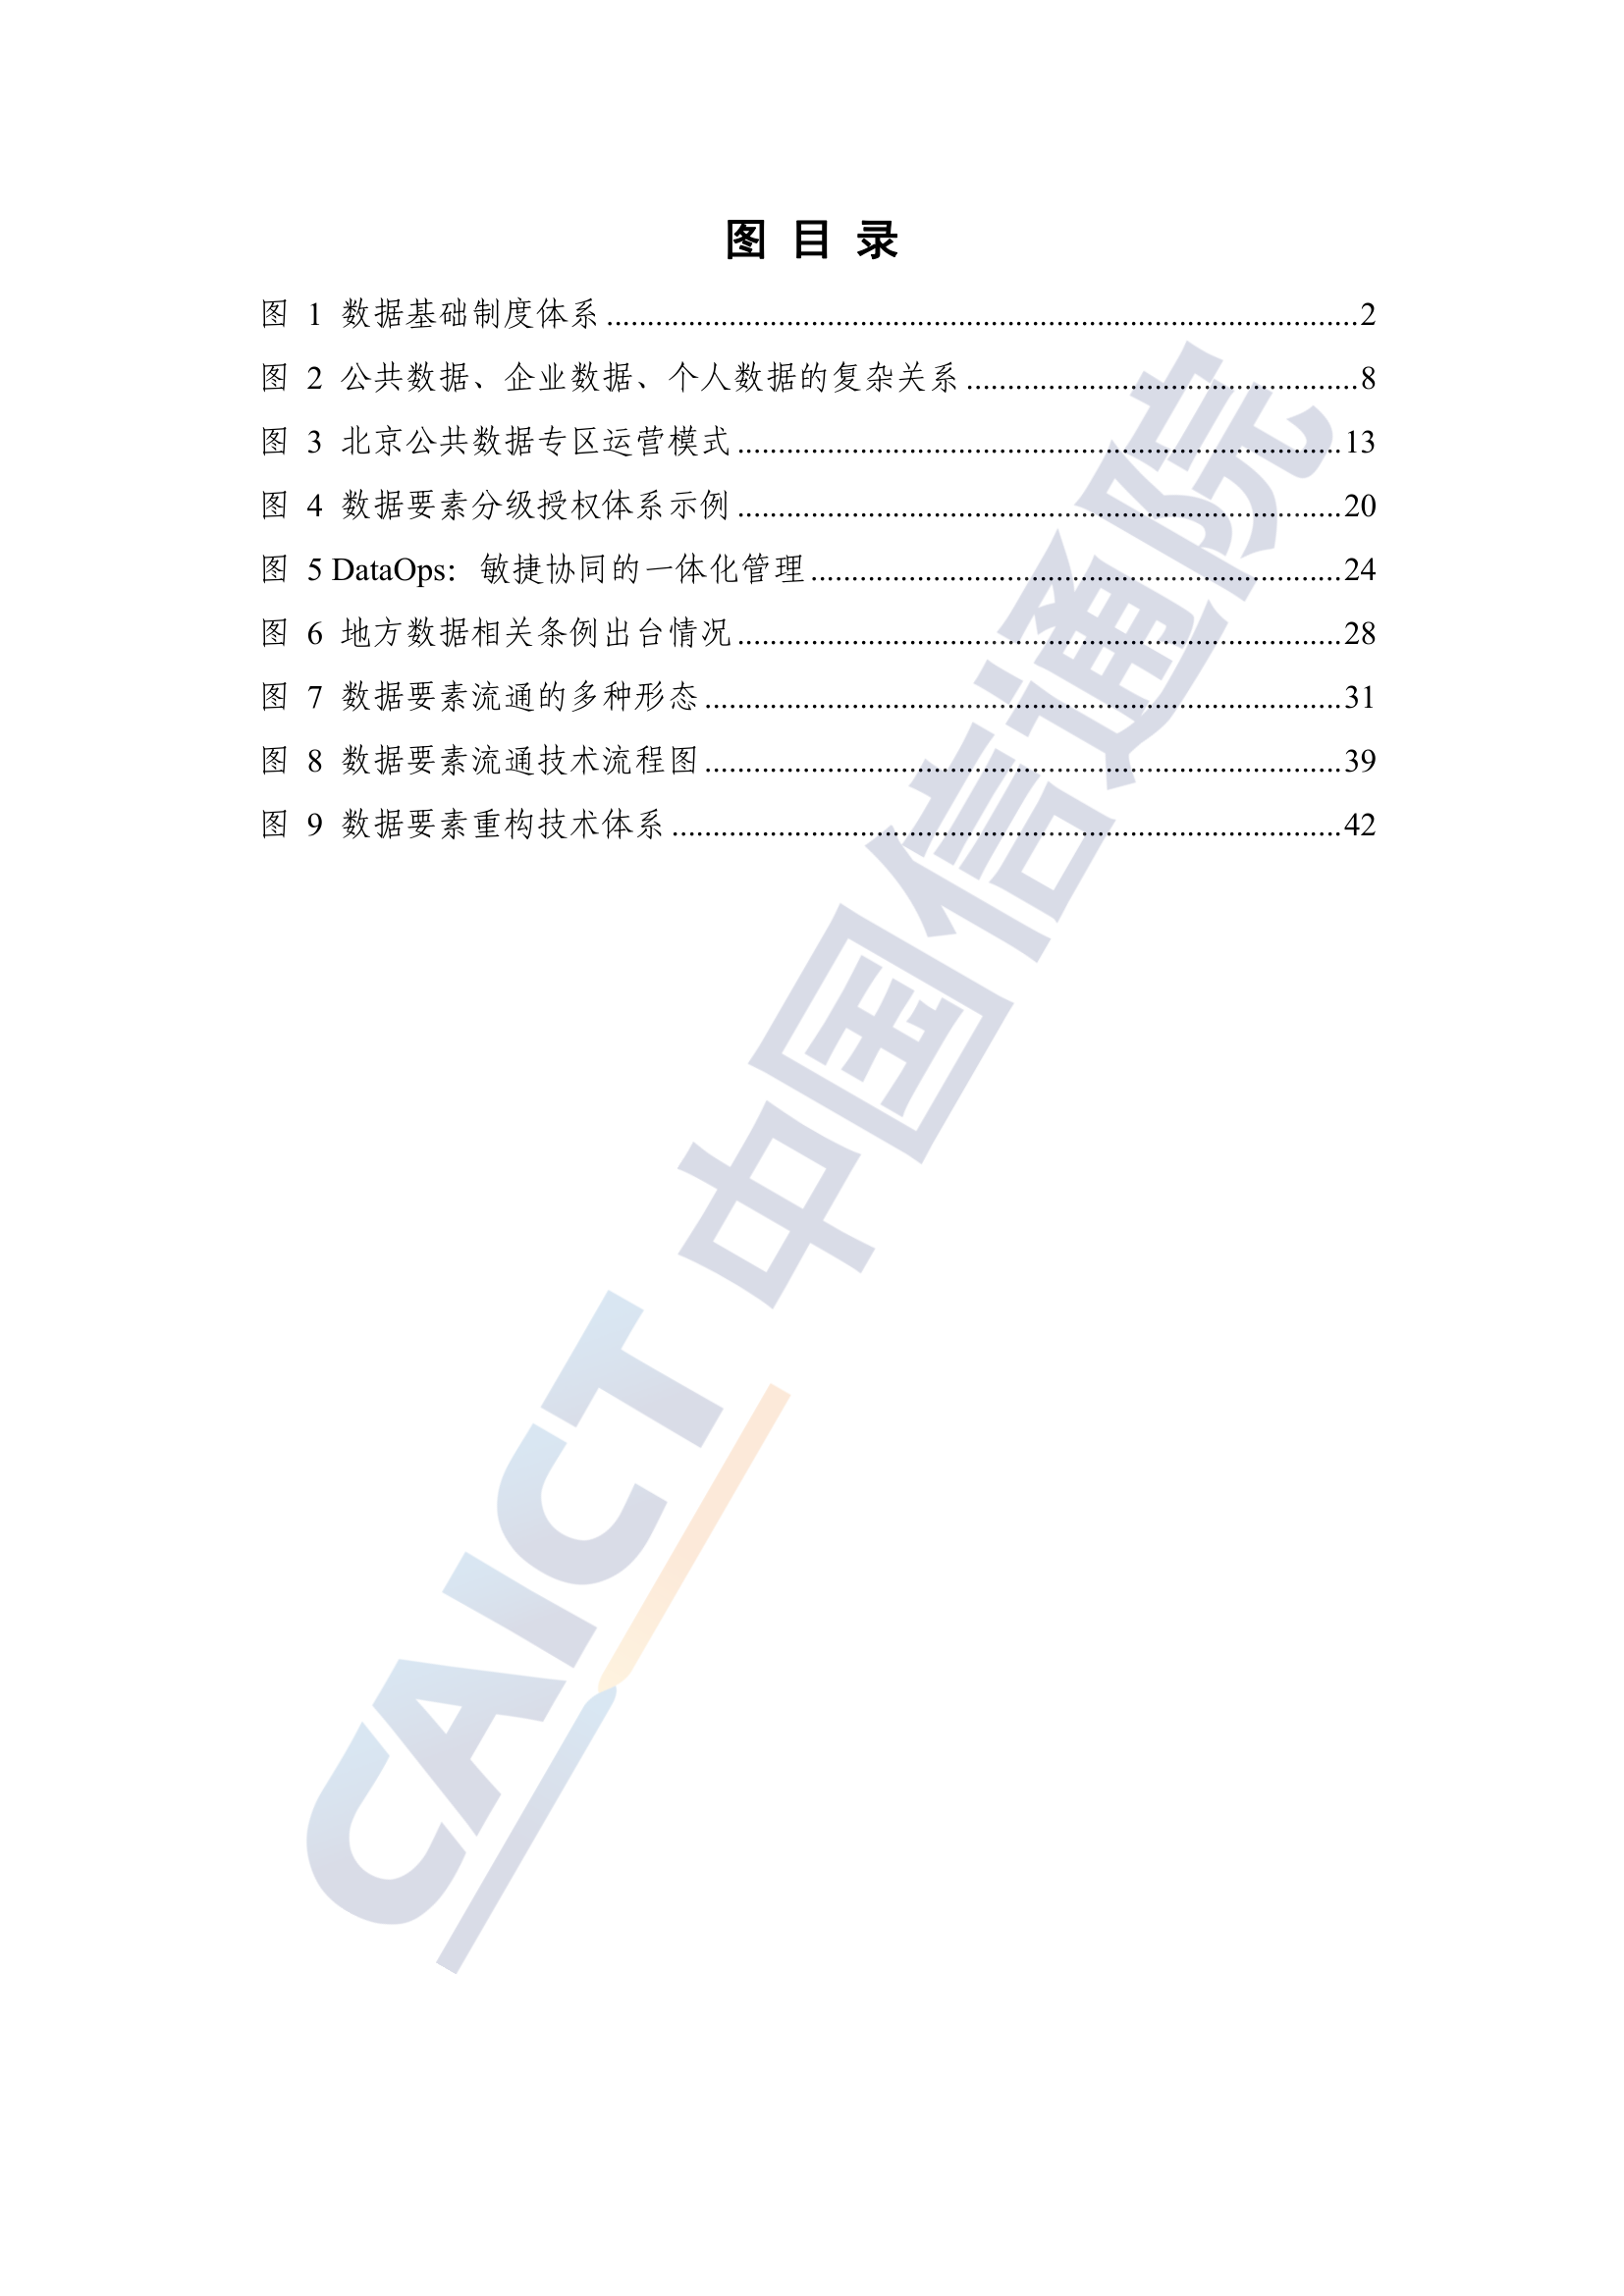 图 目 录
图 1 数据基础制度体系........................................................2
图 2 公共数据、企业数据、个人数据的复杂关系........................................................8
图 3 北京公共数据专区运营模式........................................................13
图 4 数据要素分级授权体系示例........................................................20
图 5 DataOps：敏捷协同的一体化管理........................................................24
图 6 地方数据相关条例出台情况........................................................28
图 7 数据要素流通的多种形态........................................................31
图 8 数据要素流通技术流程图........................................................39
图 9 数据要素重构技术体系........................................................42
CAICT 中国信通院